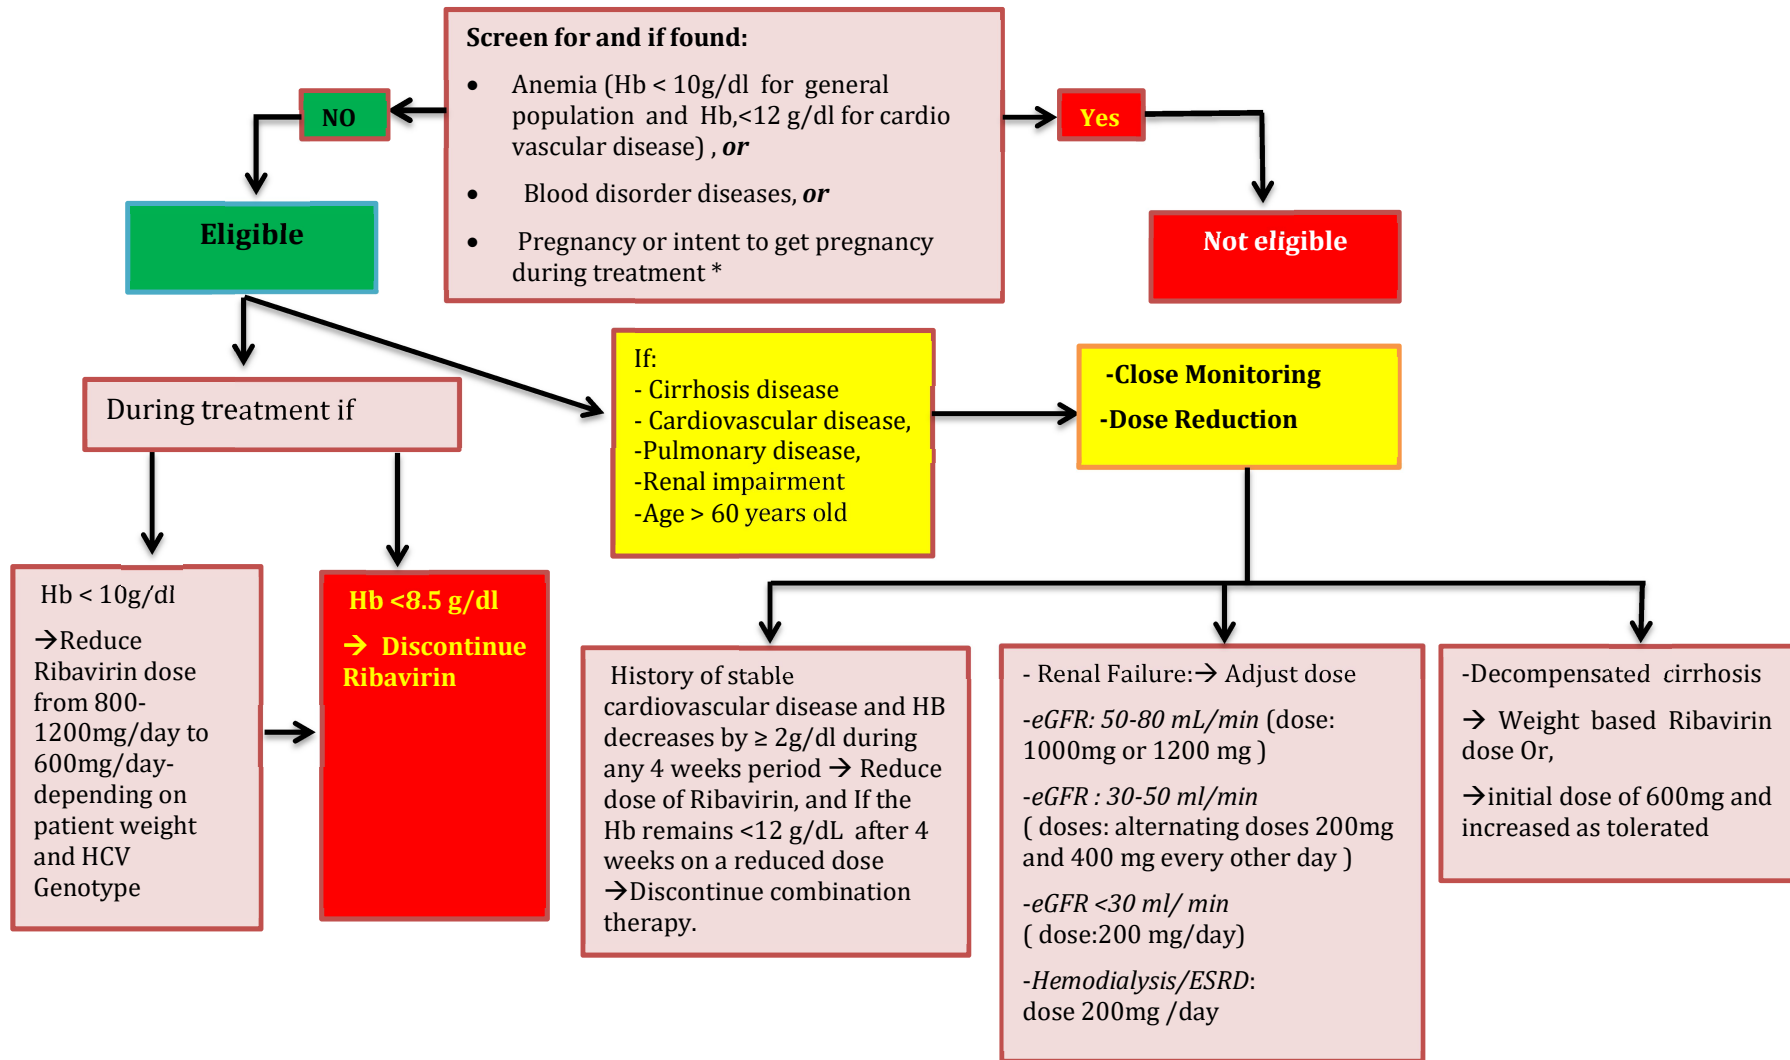 Screen for and if found:
• Anemia (Hb < 10g/dl for general
population and Hb,<12 g/dl for cardio
vascular disease) , or
• Blood disorder diseases, or
• Pregnancy or intent to get pregnancy
during treatment *
NO
Yes
Eligible
Not eligible
During treatment if
If:
- Cirrhosis disease
- Cardiovascular disease,
-Pulmonary disease,
-Renal impairment
-Age > 60 years old
-Close Monitoring
-Dose Reduction
Hb < 10g/dl
→Reduce
Ribavirin dose
from 800-
1200mg/day to
600mg/day-
depending on
patient weight
and HCV
Genotype
Hb <8.5 g/dl
→ Discontinue
Ribavirin
History of stable
cardiovascular disease and HB
decreases by ≥ 2g/dl during
any 4 weeks period → Reduce
dose of Ribavirin, and If the
Hb remains <12 g/dL after 4
weeks on a reduced dose
→Discontinue combination
therapy.
- Renal Failure:→ Adjust dose
-eGFR: 50-80 mL/min (dose:
1000mg or 1200 mg )
-eGFR : 30-50 ml/min
( doses: alternating doses 200mg
and 400 mg every other day )
-eGFR <30 ml/ min
( dose:200 mg/day)
-Hemodialysis/ESRD:
dose 200mg /day
-Decompensated cirrhosis
→ Weight based Ribavirin
dose Or,
→initial dose of 600mg and
increased as tolerated